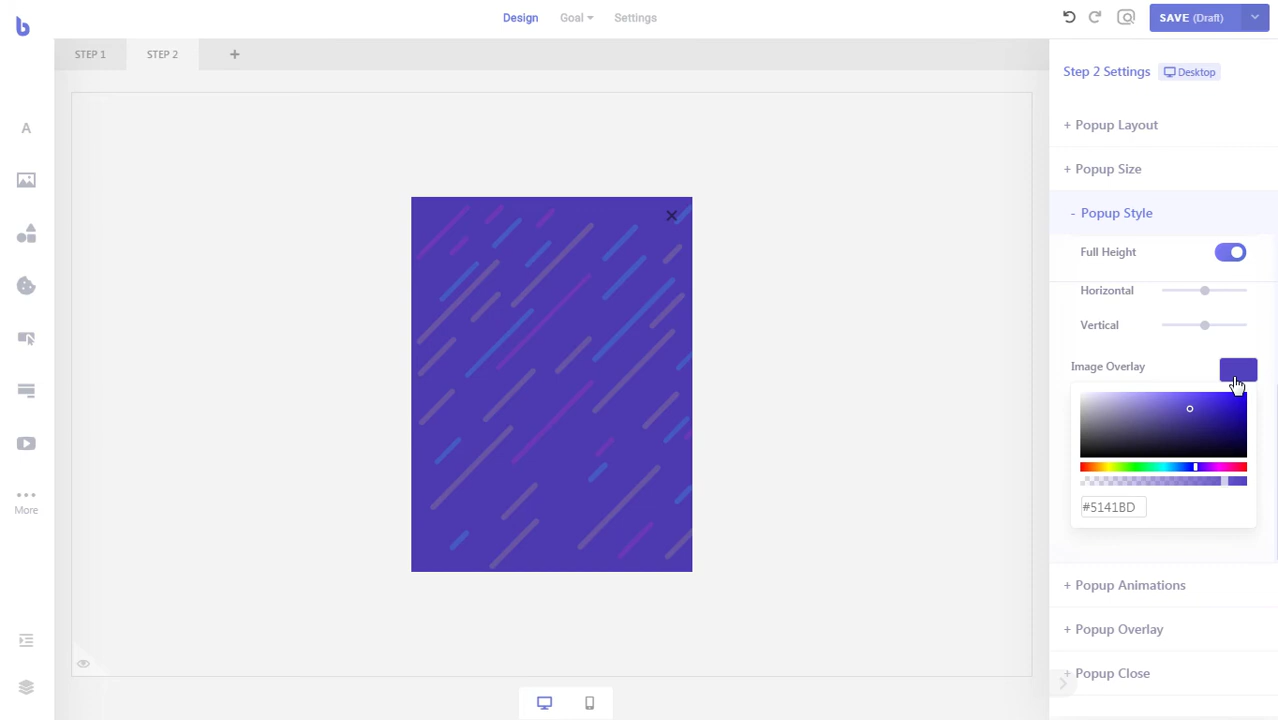 b
Design
Goal
Settings
SAVE (Draft)
STEP 1
STEP 2
+
Step 2 Settings
Desktop
+ Popup Layout
+ Popup Size
- Popup Style
Full Height
Horizontal
Vertical
Image Overlay
#5141BD
+ Popup Animations
+ Popup Overlay
+ Popup Close
A
More